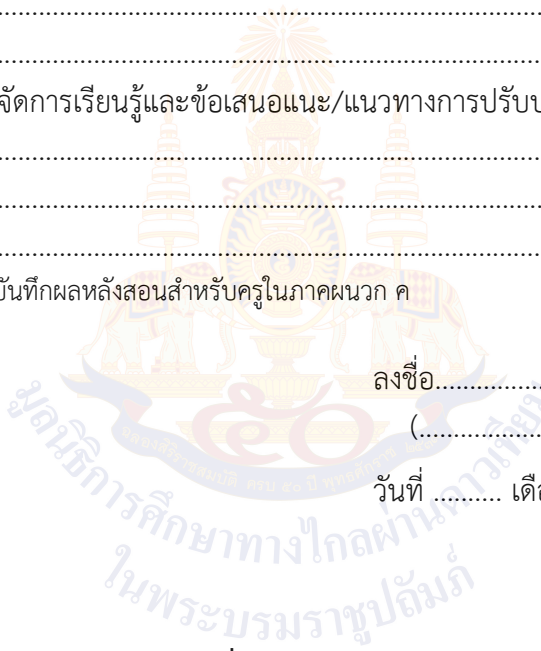 ................................................................................
................................................................................
จัดการเรียนรู้และข้อเสนอแนะ/แนวทางการปรับป
................................................................................
................................................................................
................................................................................
บันทึกผลหลังสอนสำหรับครูในภาคผนวก ค
ลงชื่อ................
(....................
วันที่ .......... เดื
มูลนิธิการศึกษาทางไกลผ่านดาวเทียม
ในพระบรมราชูปถัมภ์